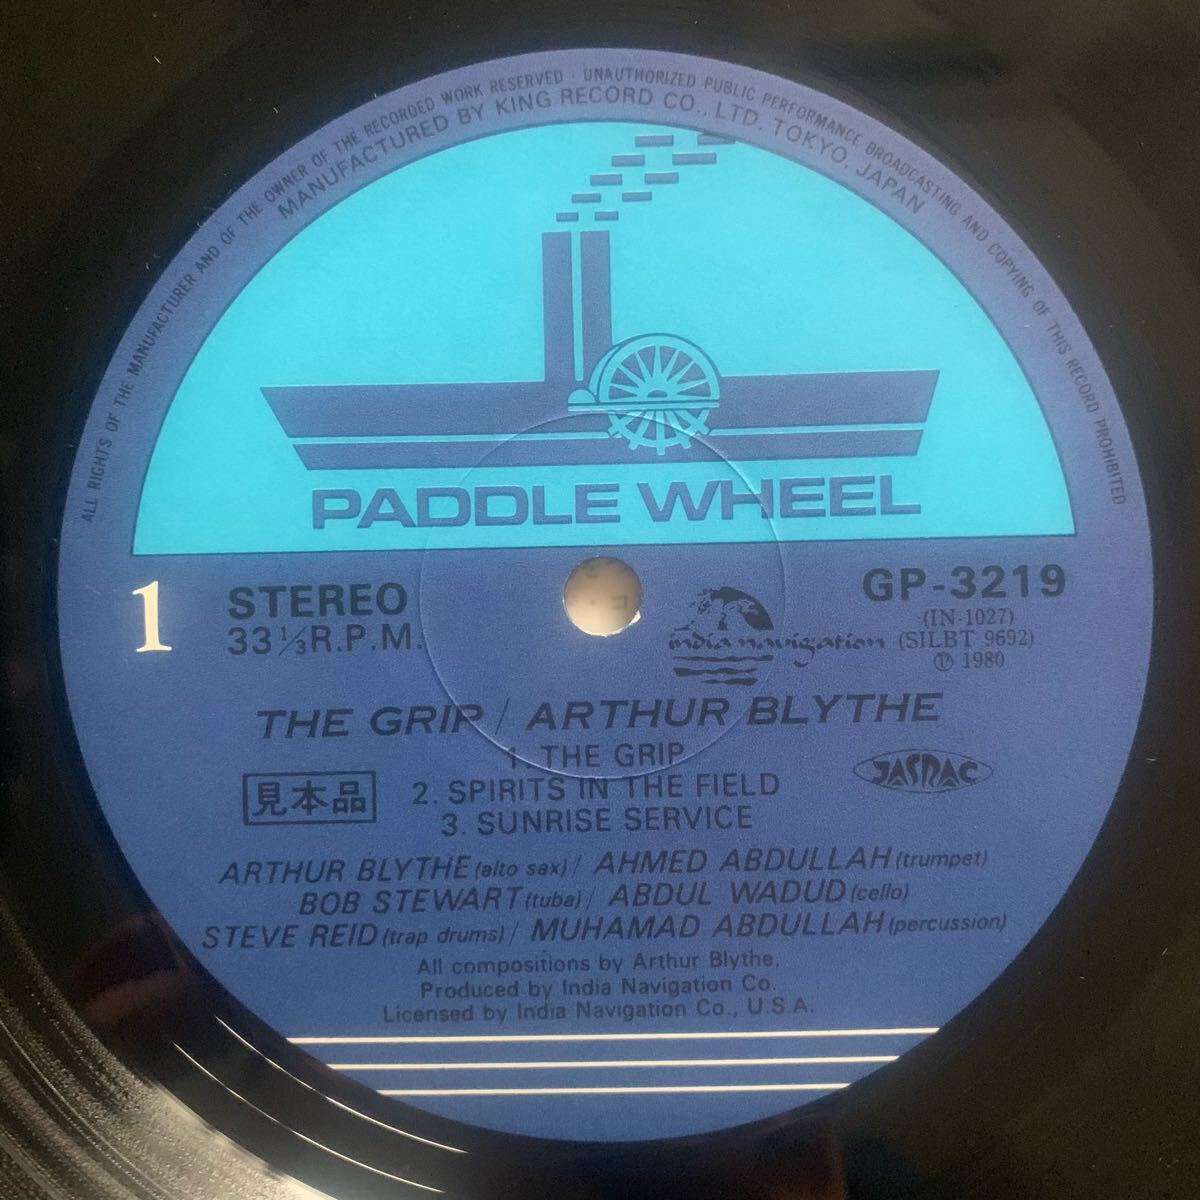 ALL RIGHTS OF THE MANUFACTURER AND OF THE OWNER OF THE RECORDED WORK RESERVED · UNAUTHORIZED PUBLIC PERFORMANCE BROADCASTING AND COPYING OF THIS RECORD PROHIBITED
MANUFACTURED BY KING RECORD CO., LTD. TOKYO, JAPAN
PADDLE WHEEL
1
STEREO
33 1/3 R.P.M.
india navigation
GP-3219
(IN-1027)
(SILBT 9692)
Ⓟ 1980
THE GRIP / ARTHUR BLYTHE
1. THE GRIP
2. SPIRITS IN THE FIELD
3. SUNRISE SERVICE
見本品
JASRAC
ARTHUR BLYTHE (alto sax) / AHMED ABDULLAH (trumpet)
BOB STEWART (tuba) / ABDUL WADUD (cello)
STEVE REID (trap drums) / MUHAMAD ABDULLAH (percussion)
All compositions by Arthur Blythe.
Produced by India Navigation Co.
Licensed by India Navigation Co., U.S.A.